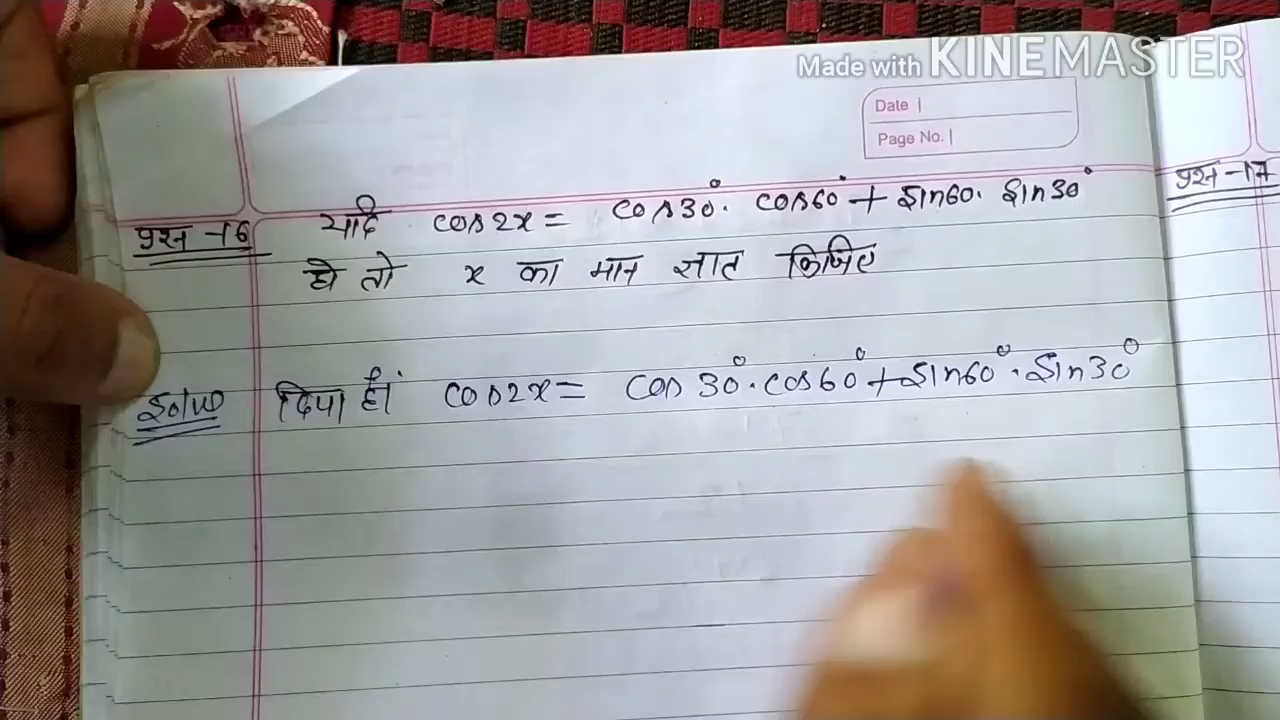 Made with KINEMASTER
Date
Page No.
प्रश्न -16 यदि cos2x = cos30°. cos60° + sin60. sin30°
हो तो x का मान ज्ञात किजिए
प्रश्न -17
Solve दिया है। cos2x = cos30°.cos60° + sin60°.sin30°